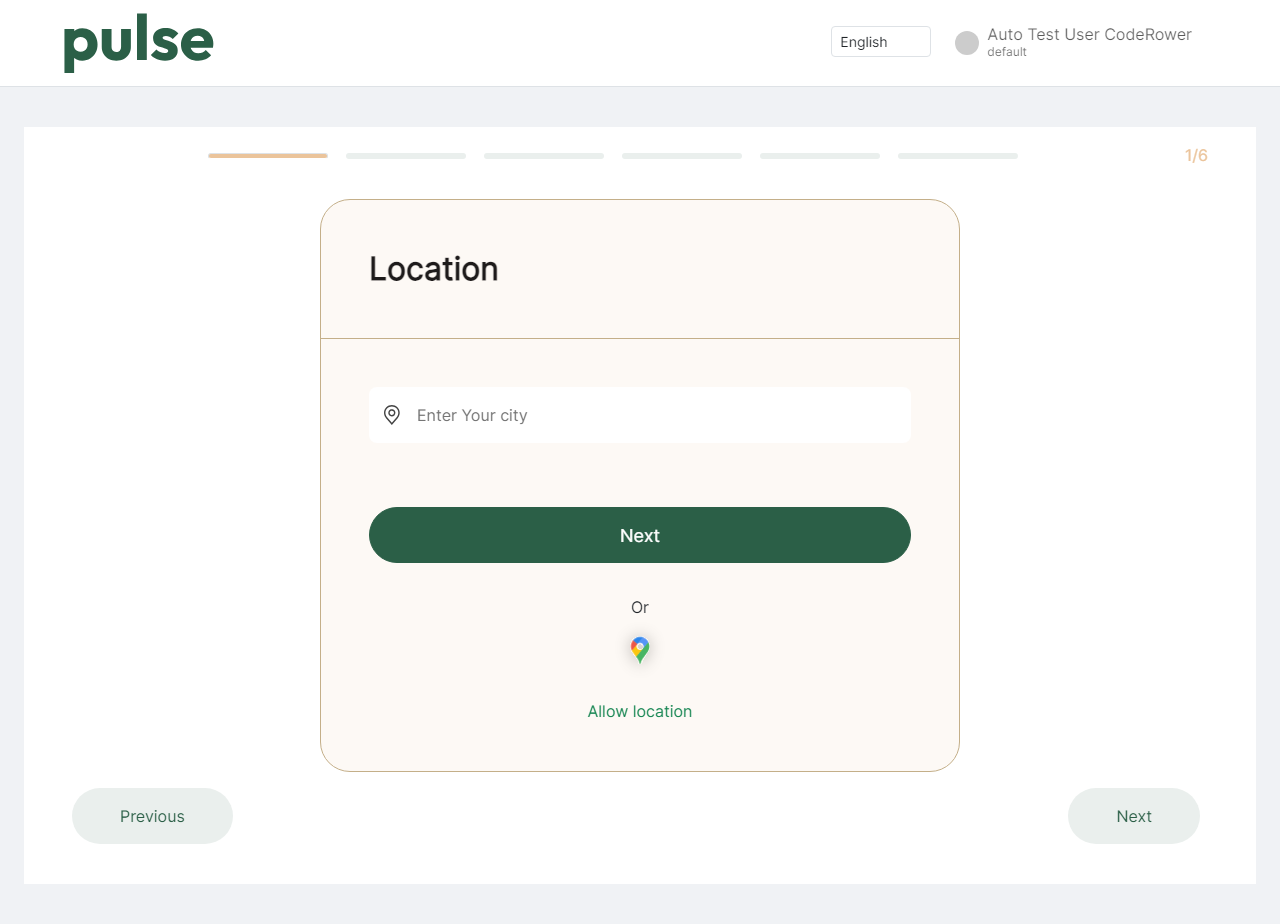 pulse
English
Auto Test User CodeRower
default
1/6
Location
Enter Your city
Next
Or
Allow location
Previous
Next